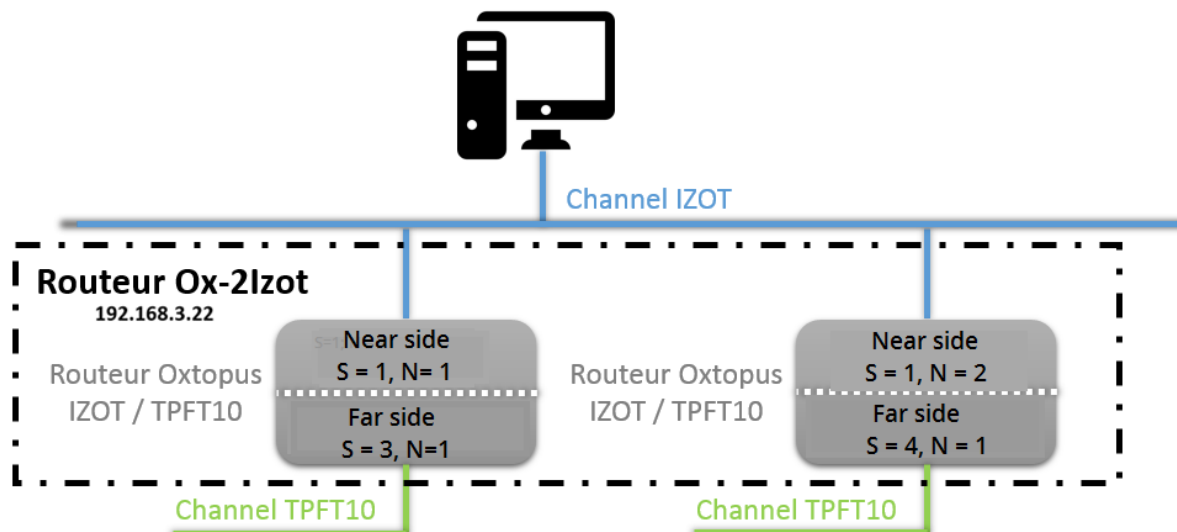 Channel IZOT
Routeur Ox-2Izot
192.168.3.22
Routeur Oxtopus
IZOT / TPFT10
Near side
S = 1, N= 1
Far side
S = 3, N=1
Routeur Oxtopus
IZOT / TPFT10
Near side
S = 1, N = 2
Far side
S = 4, N = 1
Channel TPFT10
Channel TPFT10